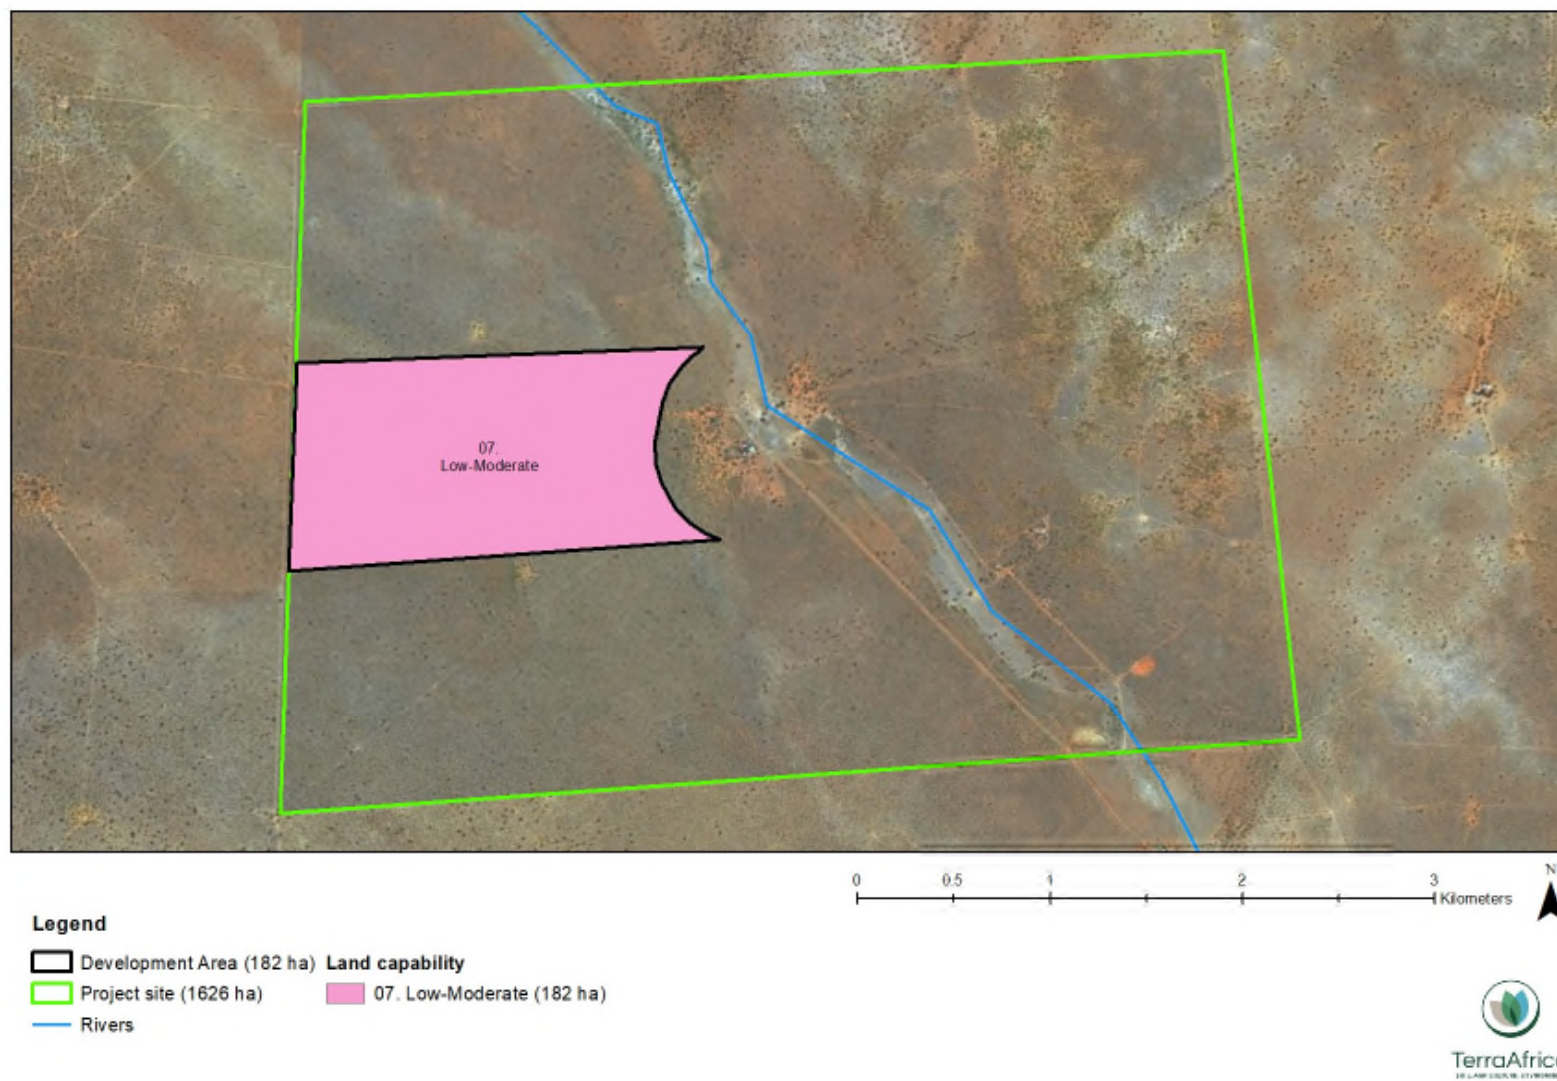 07.
Low-Moderate
0 0.5 1 2 3
Kilometers
N
Legend
Development Area (182 ha) Land capability
Project site (1626 ha) 07. Low-Moderate (182 ha)
Rivers
TerraAfric